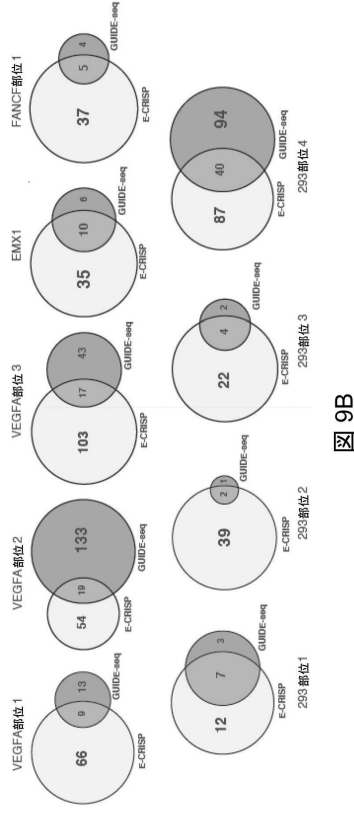 VEGFA部位1
66
9
13
E-CRISP
GUIDE-seq
VEGFA部位2
54
19
133
E-CRISP
GUIDE-seq
VEGFA部位3
103
17
43
E-CRISP
GUIDE-seq
EMX1
35
10
6
E-CRISP
GUIDE-seq
FANCF部位1
37
5
4
E-CRISP
GUIDE-seq
293部位1
12
7
3
E-CRISP
GUIDE-seq
293部位2
39
2
1
E-CRISP
GUIDE-seq
293部位3
22
4
2
E-CRISP
GUIDE-seq
293部位4
87
40
94
E-CRISP
GUIDE-seq
図 9B